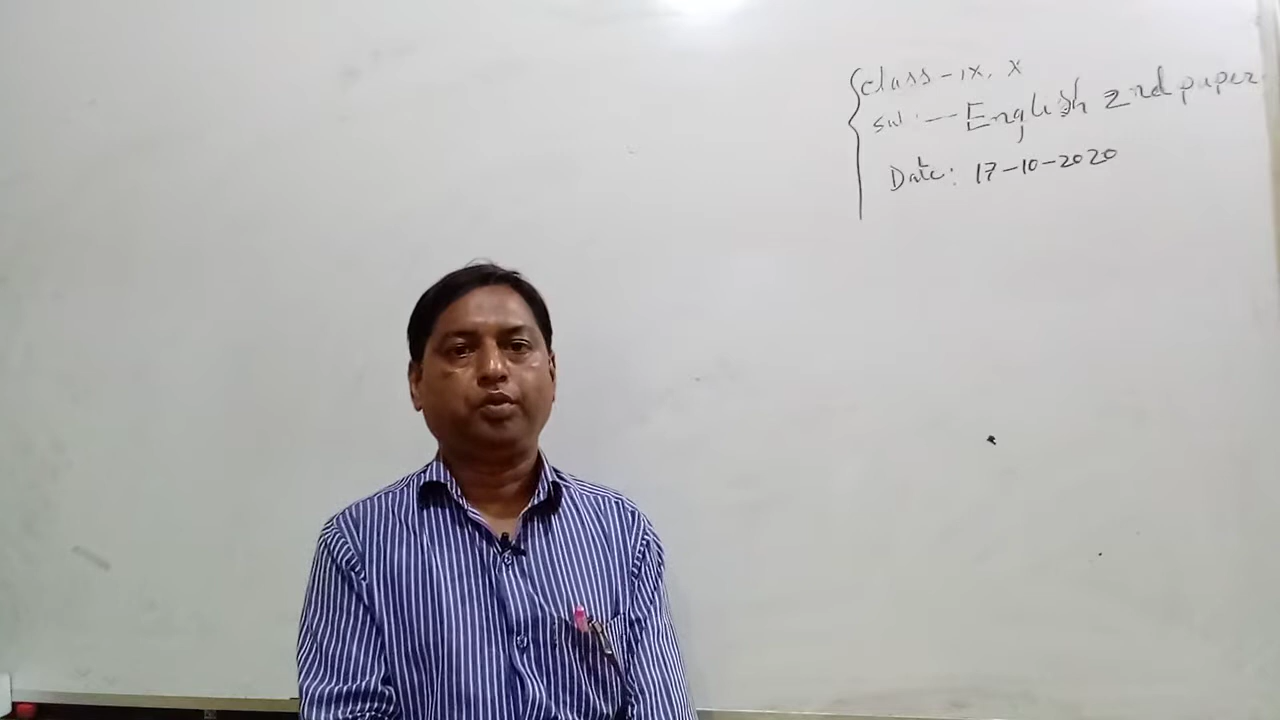 Class - IX, X
Sub :— English 2nd paper
Date: 17-10-2020